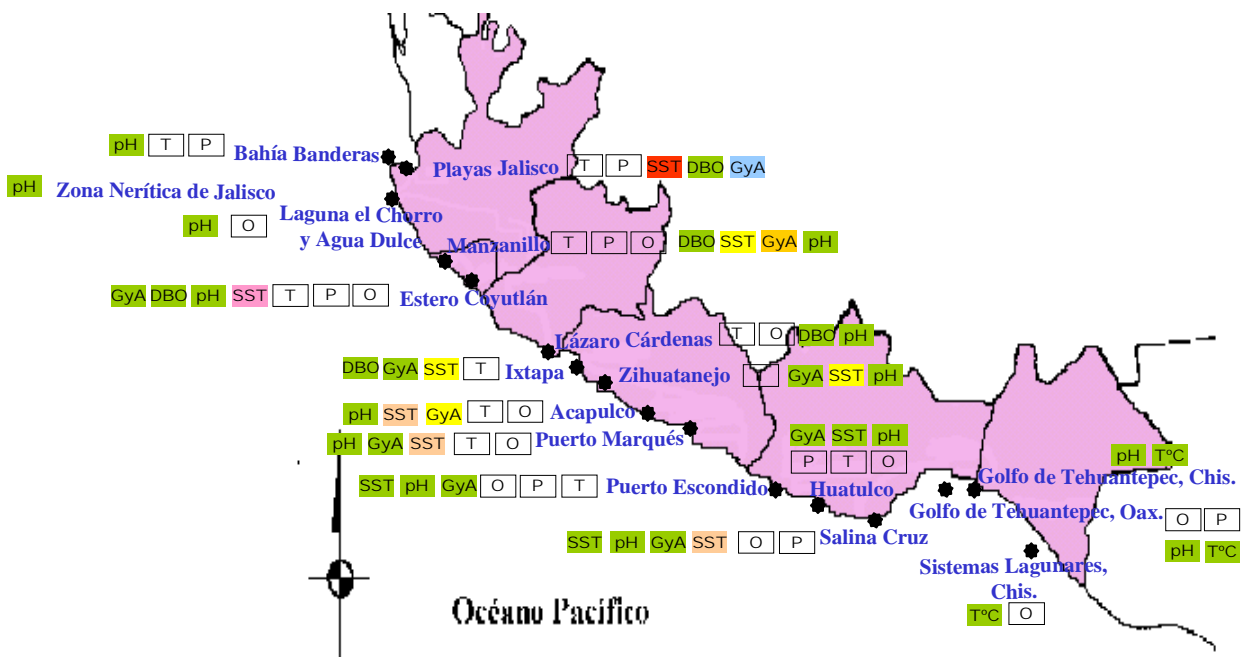 pH T P Bahía Banderas
Playas Jalisco T P SST DBO GyA
pH Zona Nerítica de Jalisco
pH O Laguna el Chorro
y Agua Dulce
Manzanillo T P O DBO SST GyA pH
GyA DBO pH SST T P O Estero Coyutlán
Lázaro Cárdenas T O DBO pH
DBO GyA SST T Ixtapa
Zihuatanejo GyA SST pH
pH SST GyA T O Acapulco
pH GyA SST T O Puerto Marqués
GyA SST pH
P T O
Huatulco
SST pH GyA O P T Puerto Escondido
pH TºC
Golfo de Tehuantepec, Chis.
Golfo de Tehuantepec, Oax.
O P
pH TºC
SST pH GyA SST O P Salina Cruz
Sistemas Lagunares,
Chis.
TºC O
Océano Pacífico